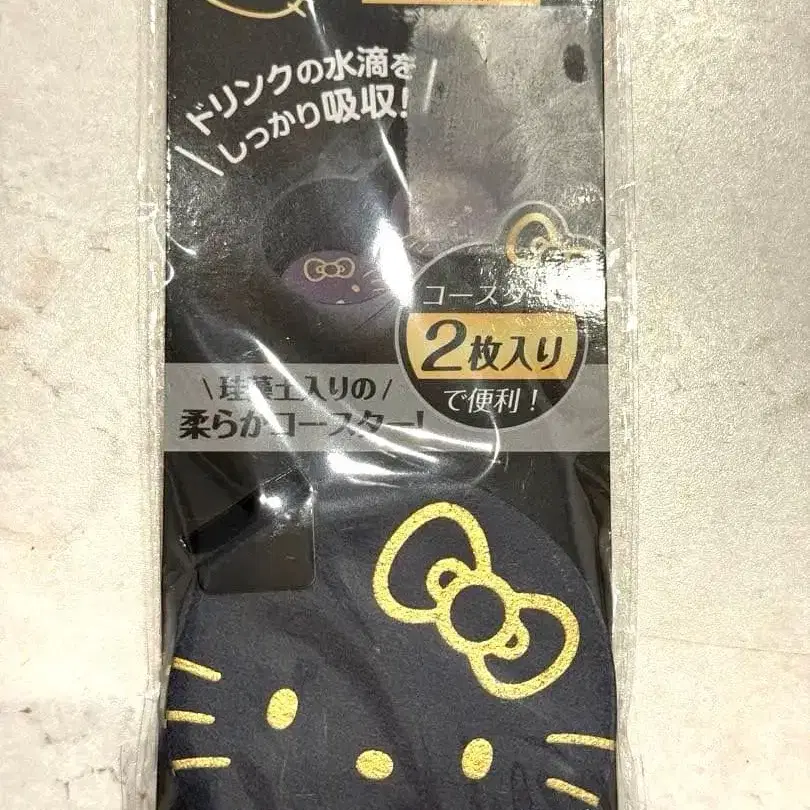 ドリンクの水滴を
しっかり吸収!
コースター
2枚入り
で便利!
珪藻土入りの
柔らかコースター!